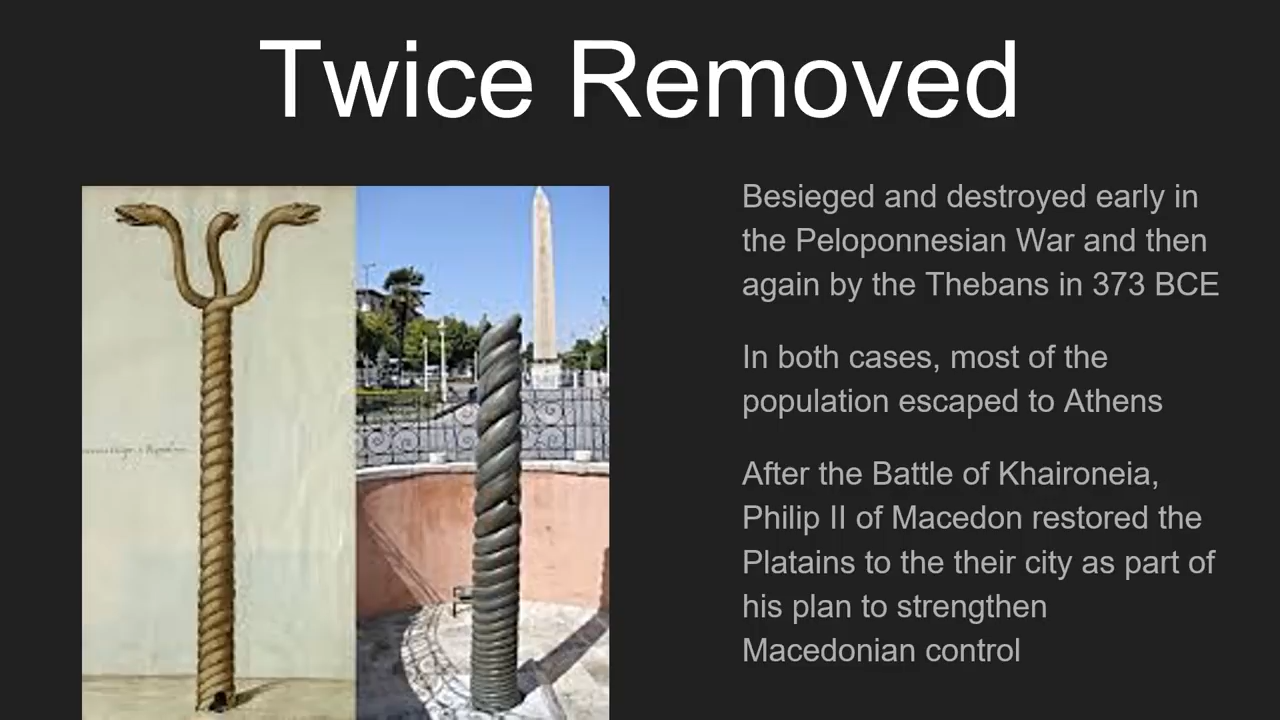 Twice Removed
Besieged and destroyed early in
the Peloponnesian War and then
again by the Thebans in 373 BCE
In both cases, most of the
population escaped to Athens
After the Battle of Khaironeia,
Philip II of Macedon restored the
Platains to the their city as part of
his plan to strengthen
Macedonian control